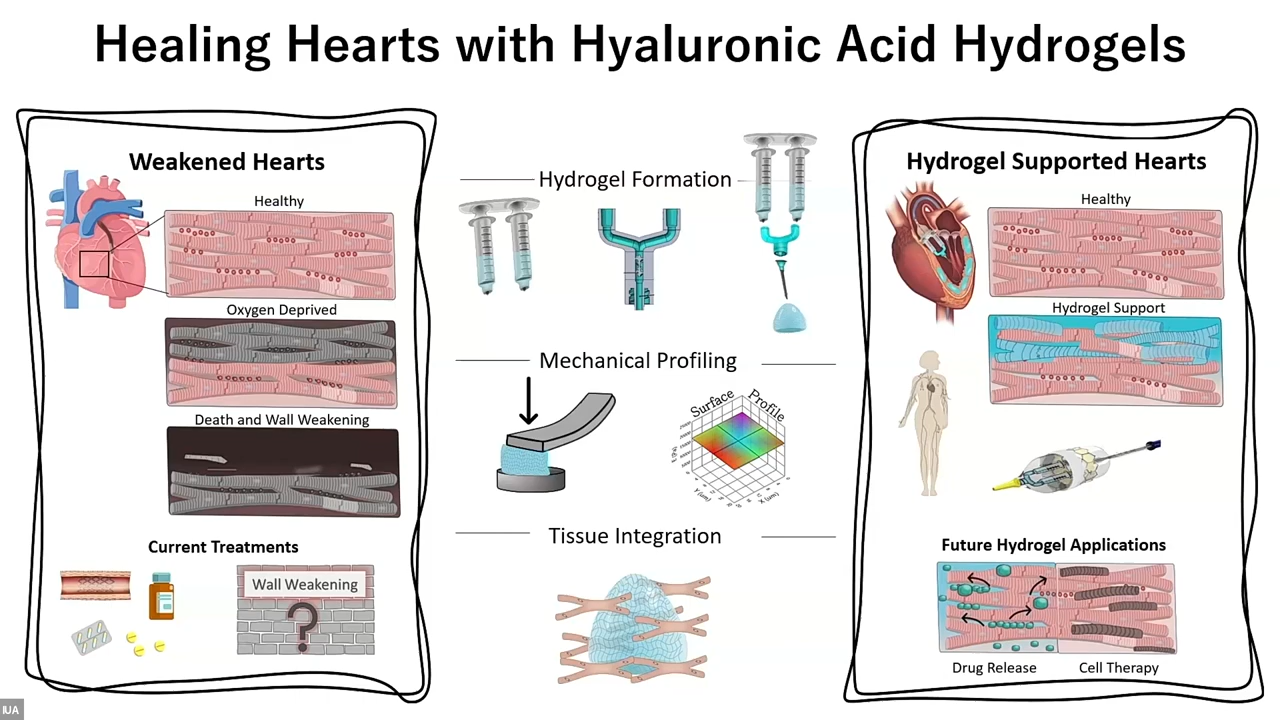 Healing Hearts with Hyaluronic Acid Hydrogels
Weakened Hearts
Healthy
Oxygen Deprived
Death and Wall Weakening
Current Treatments
Wall Weakening
?
Hydrogel Formation
Mechanical Profiling
Surface
Profile
Y (um)
X (um)
Tissue Integration
Hydrogel Supported Hearts
Healthy
Hydrogel Support
Future Hydrogel Applications
Drug Release
Cell Therapy